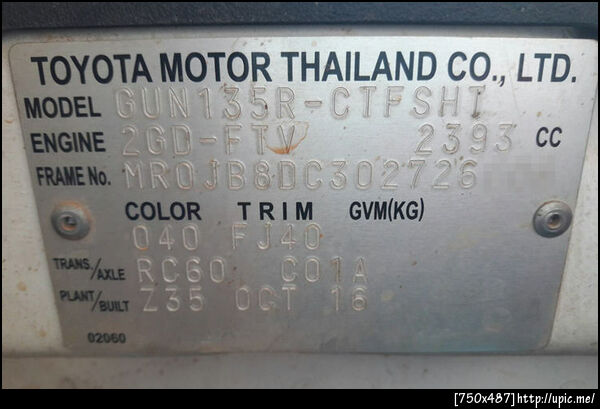 TOYOTA MOTOR THAILAND CO., LTD.
MODEL GUN135R-CTFSHT
ENGINE 2GD-FTV 2393 CC
FRAME No. MR0JB8DC302726
COLOR TRIM GVM(KG)
040 FJ40
TRANS./AXLE RC60 C01A
PLANT/BUILT Z35 OCT 16
02060
[750x487]http://upic.me/